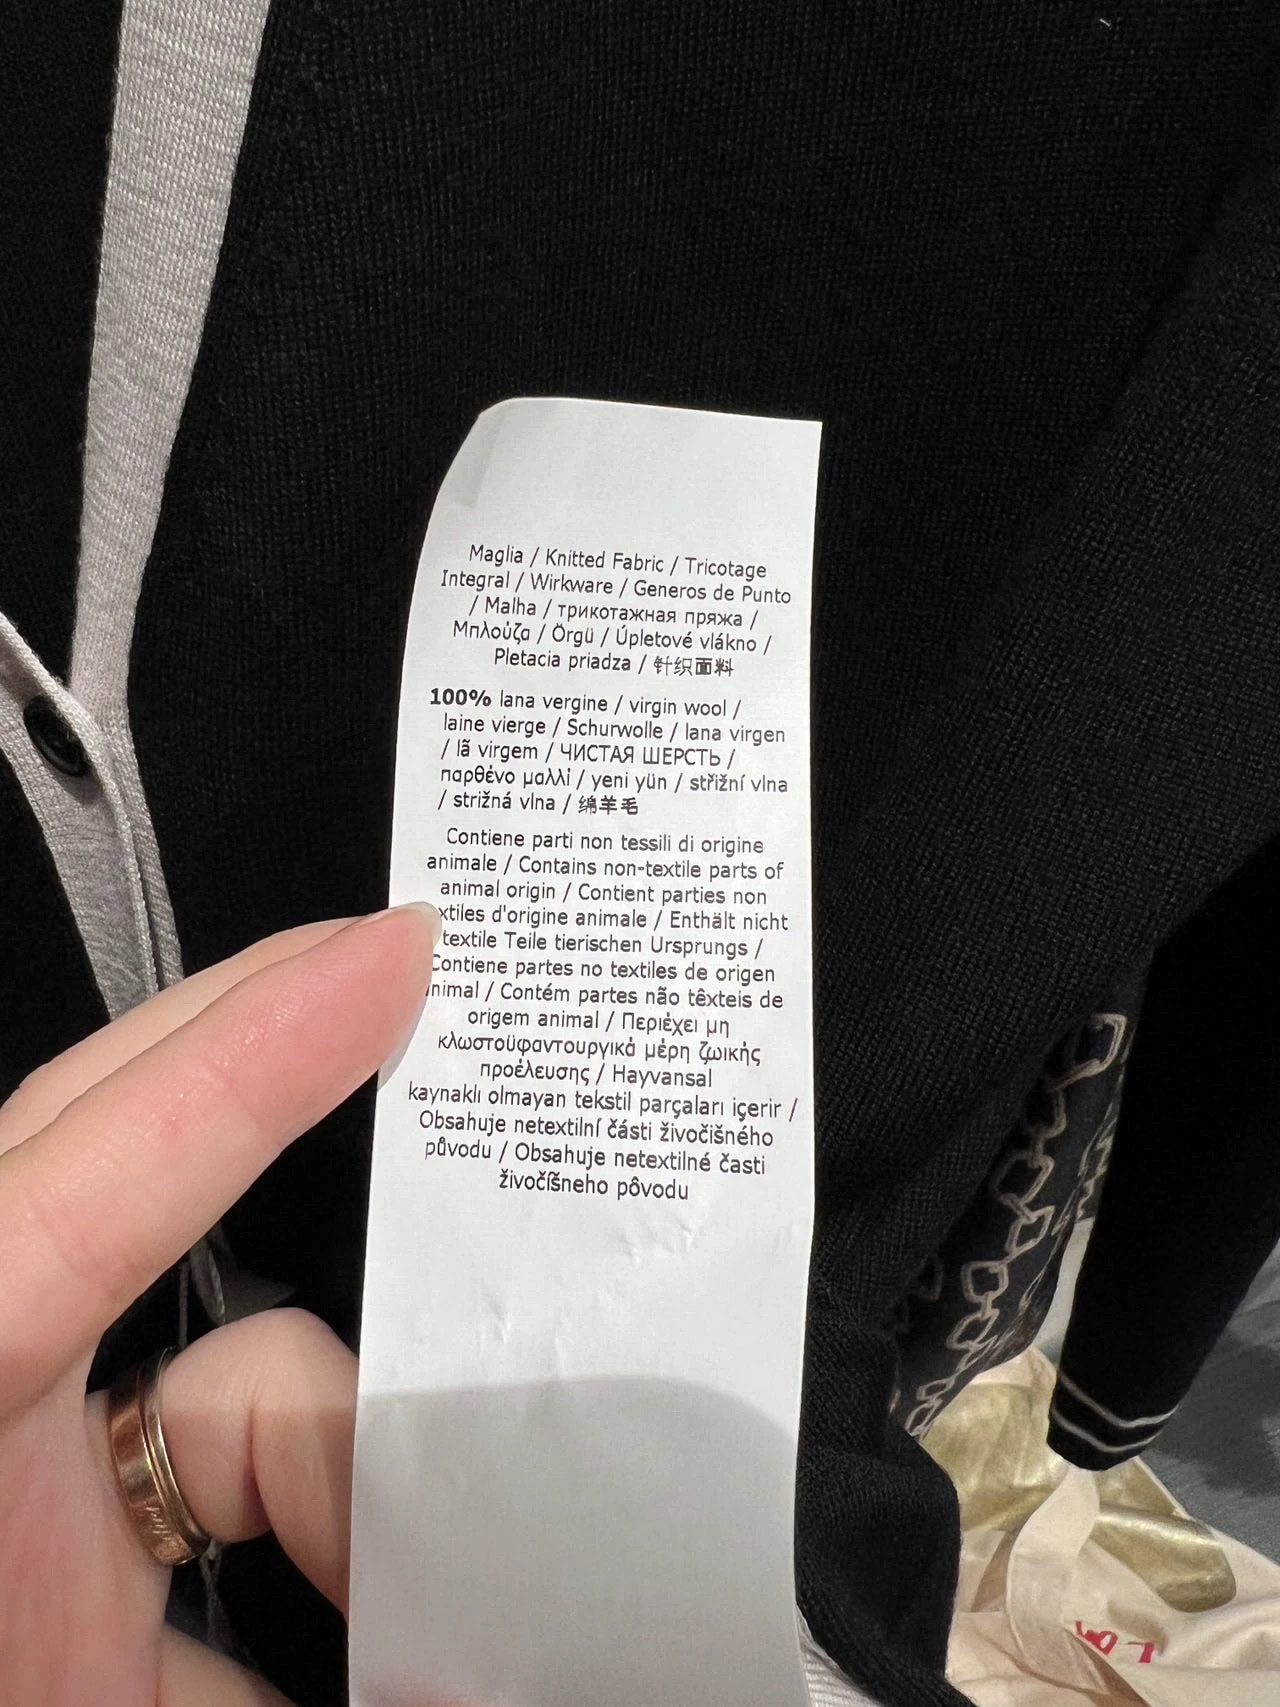 Maglia / Knitted Fabric / Tricotage
Integral / Wirkware / Generos de Punto
/ Malha / трикотажная пряжа /
Μπλούζα / Örgü / Úpletové vlákno /
Pletacia priadza / 针织面料
100% lana vergine / virgin wool /
laine vierge / Schurwolle / lana virgen
/ lã virgem / ЧИСТАЯ ШЕРСТЬ /
παρθένο μαλλί / yeni yün / střižní vlna
/ strižná vlna / 绵羊毛
Contiene parti non tessili di origine
animale / Contains non-textile parts of
animal origin / Contient parties non
xtiles d'origine animale / Enthält nicht
textile Teile tierischen Ursprungs /
Contiene partes no textiles de origen
nimal / Contém partes não têxteis de
origem animal / Περιέχει μη
κλωστοϋφαντουργικά μέρη ζωικής
προέλευσης / Hayvansal
kaynaklı olmayan tekstil parçaları içerir /
Obsahuje netextilní části živočišného
původu / Obsahuje netextilné časti
živočíšneho pôvodu